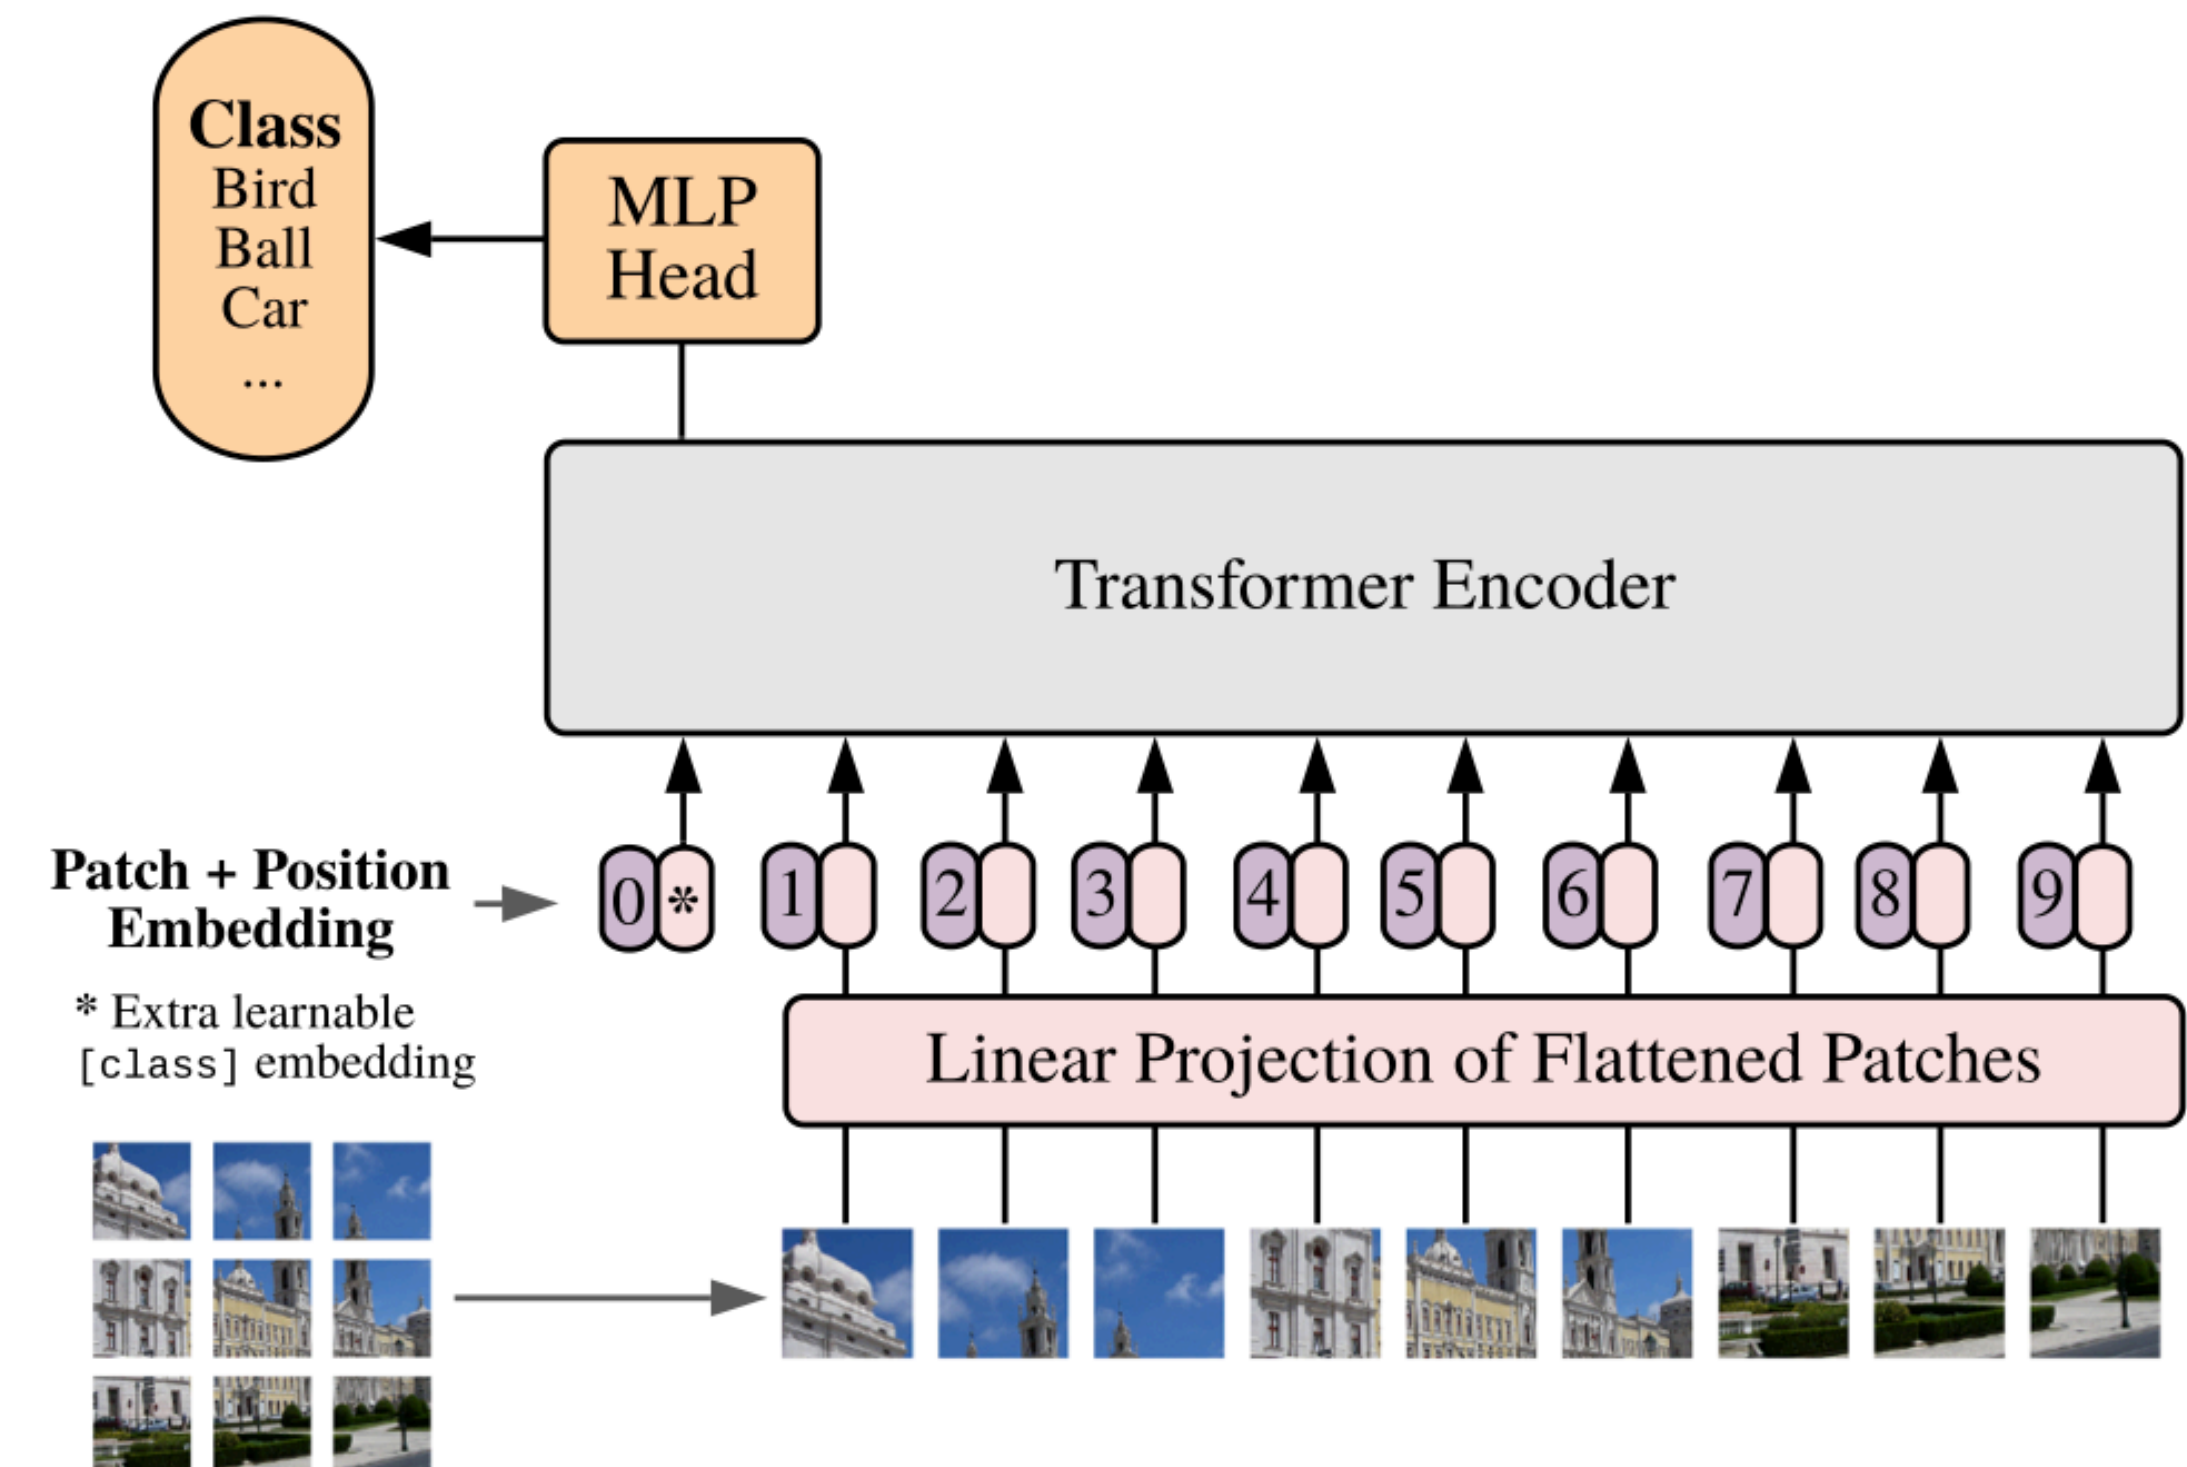 Class
Bird
Ball
Car
...
MLP
Head
Transformer Encoder
Patch + Position
Embedding
0 * 1 2 3 4 5 6 7 8 9
* Extra learnable
[class] embedding
Linear Projection of Flattened Patches